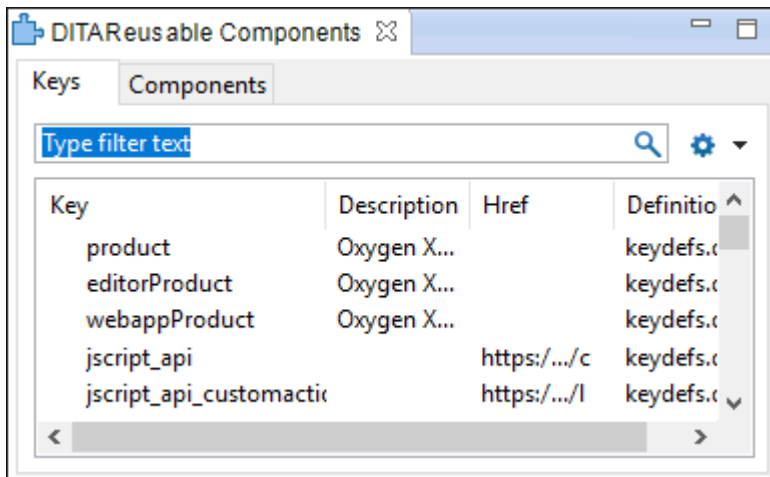 DITAReusable Components
Keys Components
Type filter text
Key Description Href Definitio
product Oxygen X... keydefs.c
editorProduct Oxygen X... keydefs.c
webappProduct Oxygen X... keydefs.c
jscript_api https:/.../c keydefs.c
jscript_api_customactic https:/.../l keydefs.c